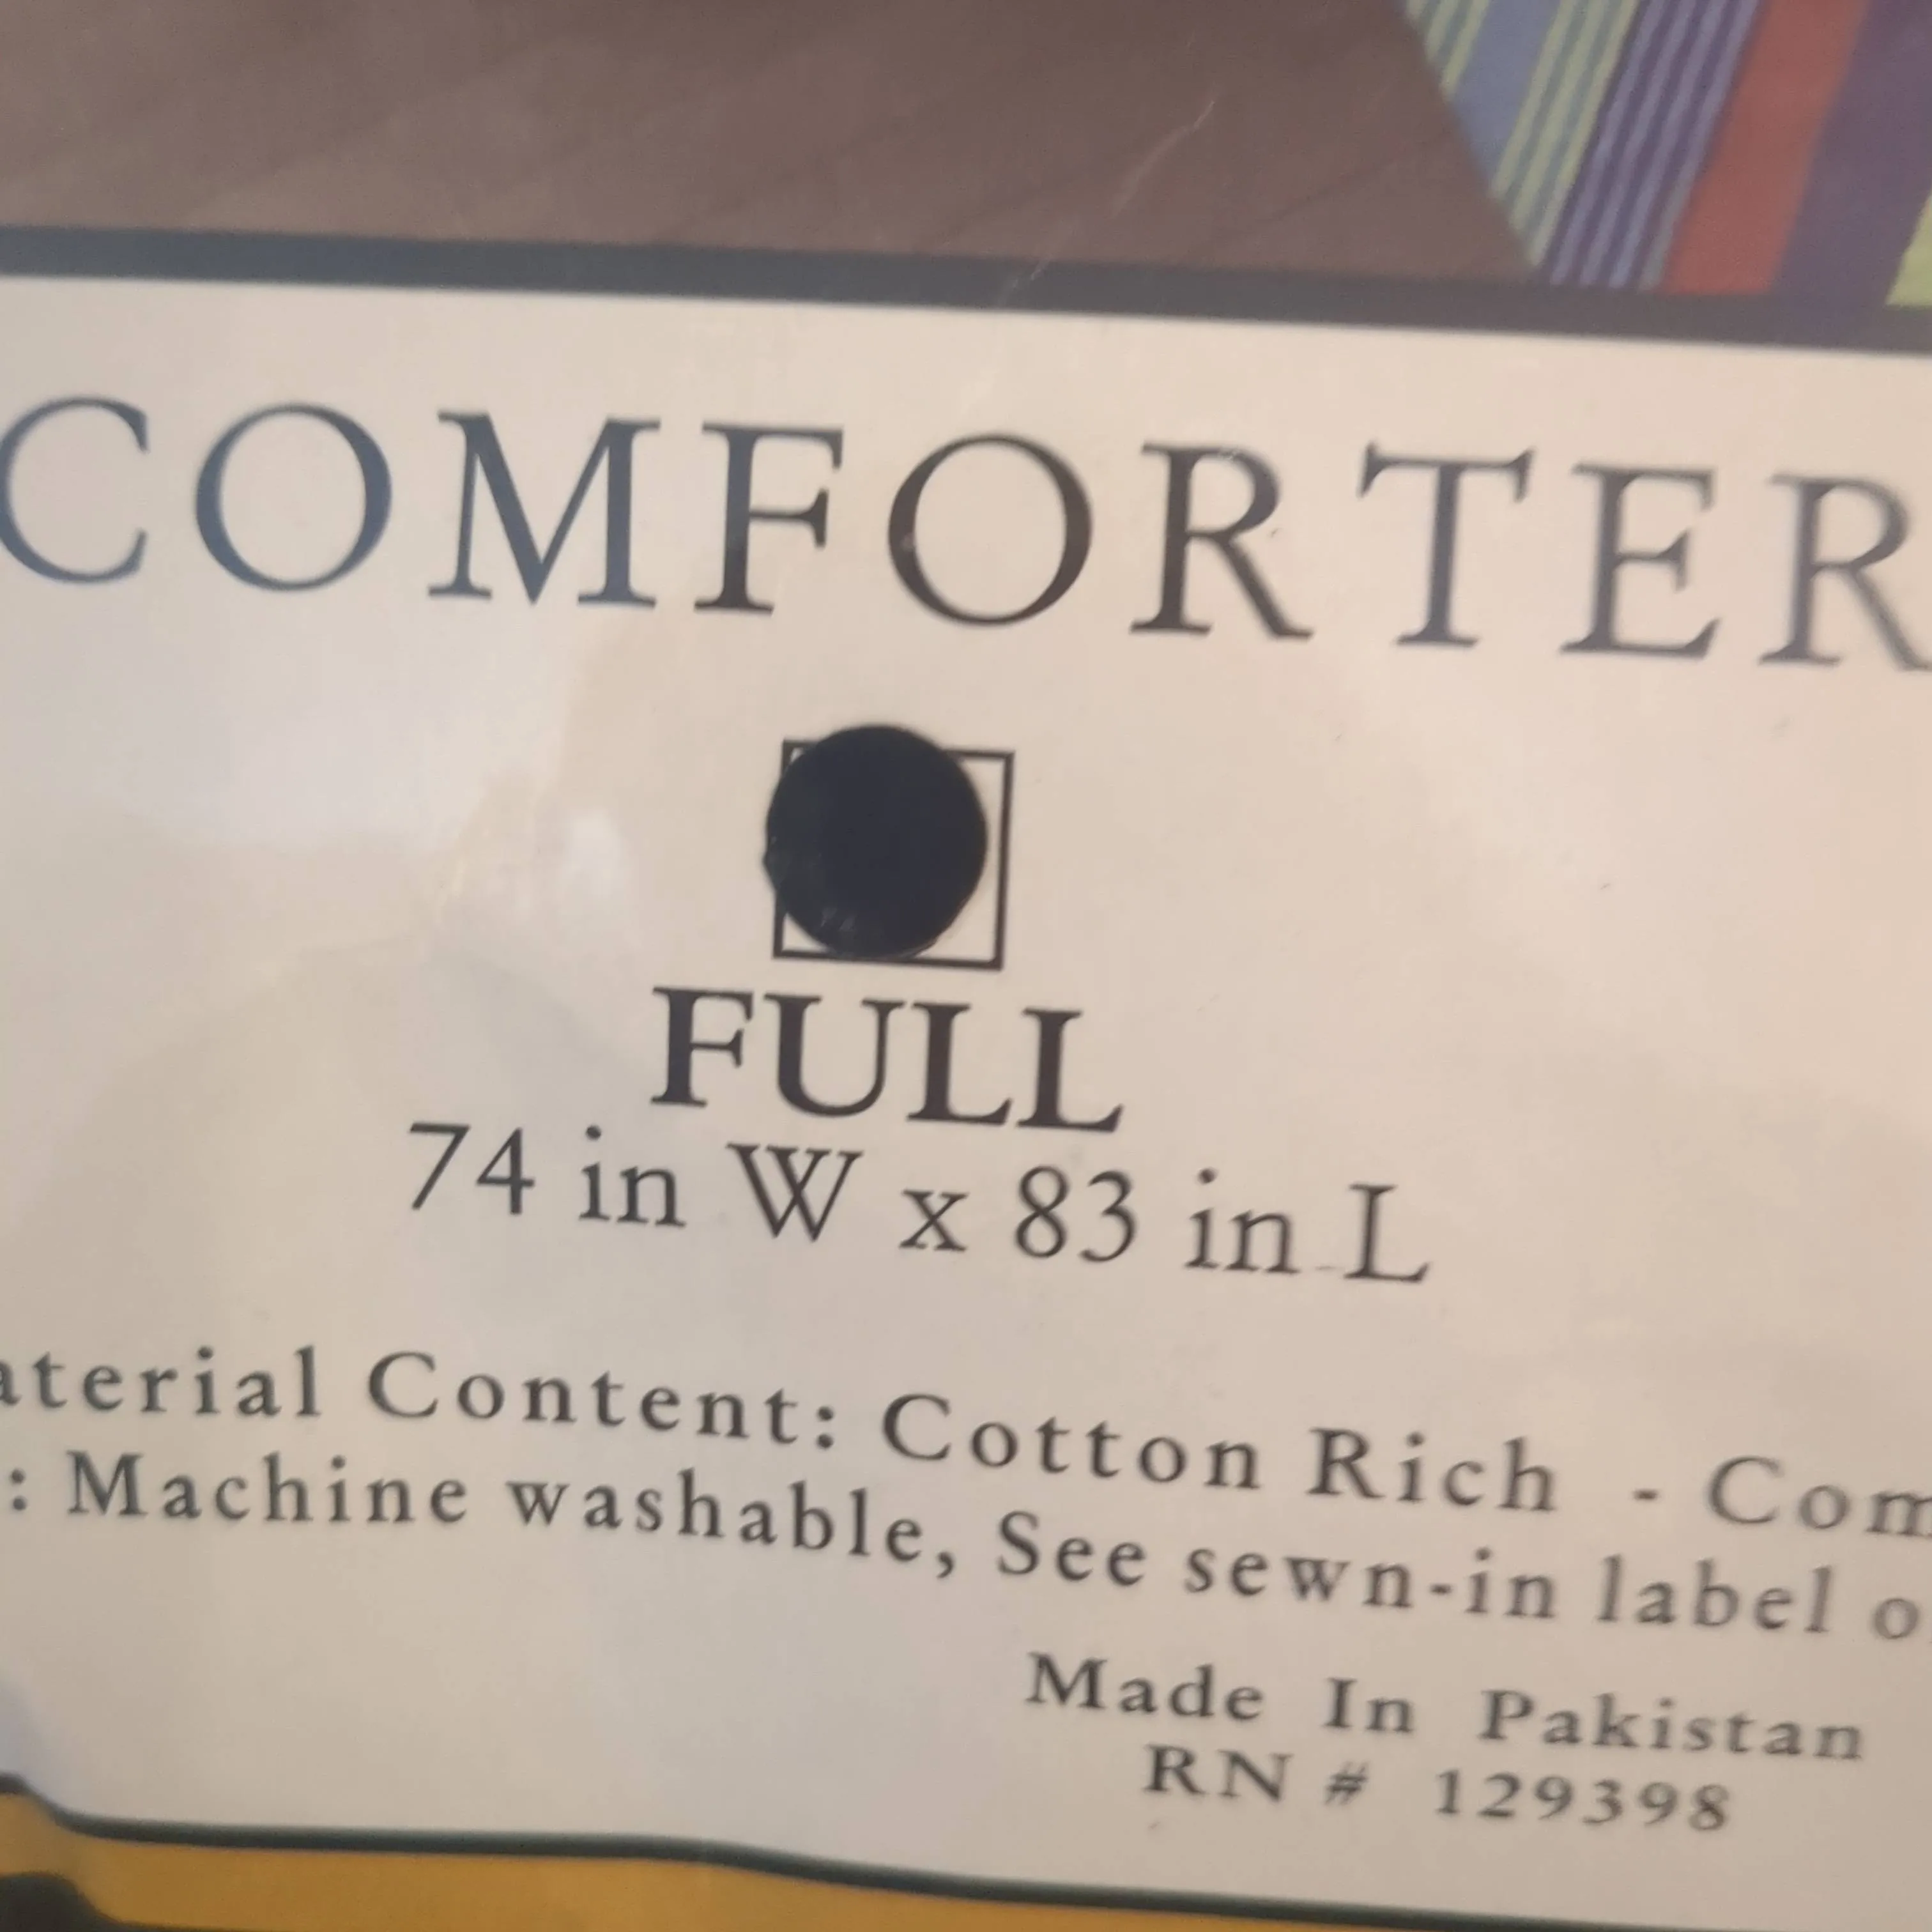 COMFORTER
FULL
74 in W x 83 in L
aterial Content: Cotton Rich - Com
: Machine washable, See sewn-in label o
Made In Pakistan
RN # 129398